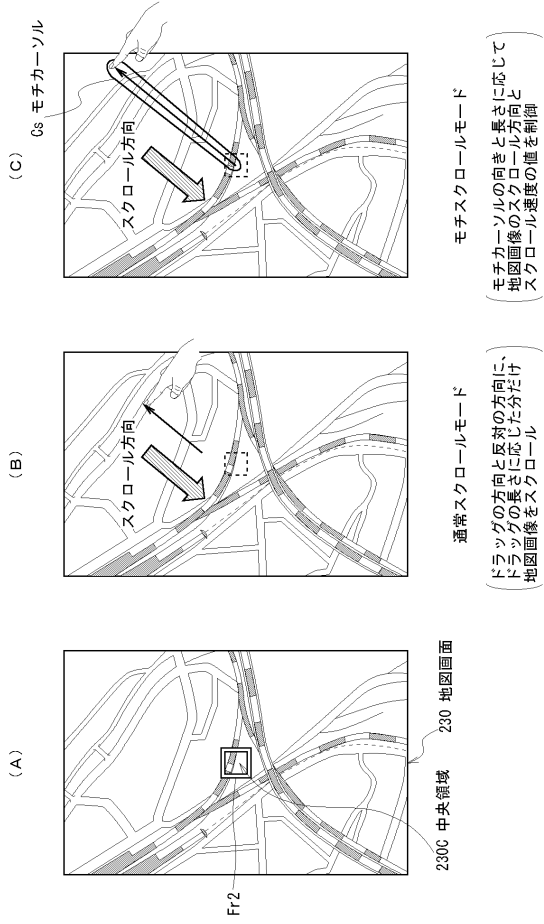 (A)
Fr2
230C 中央領域
230 地図画面
(B)
スクロール方向
通常スクロールモード
ドラッグの方向と反対の方向に、
ドラッグの長さに応じた分だけ
地図画像をスクロール
(C)
Cs モチカーソル
スクロール方向
モチスクロールモード
モチカーソルの向きと長さに応じて
地図画像のスクロール方向と
スクロール速度の値を制御